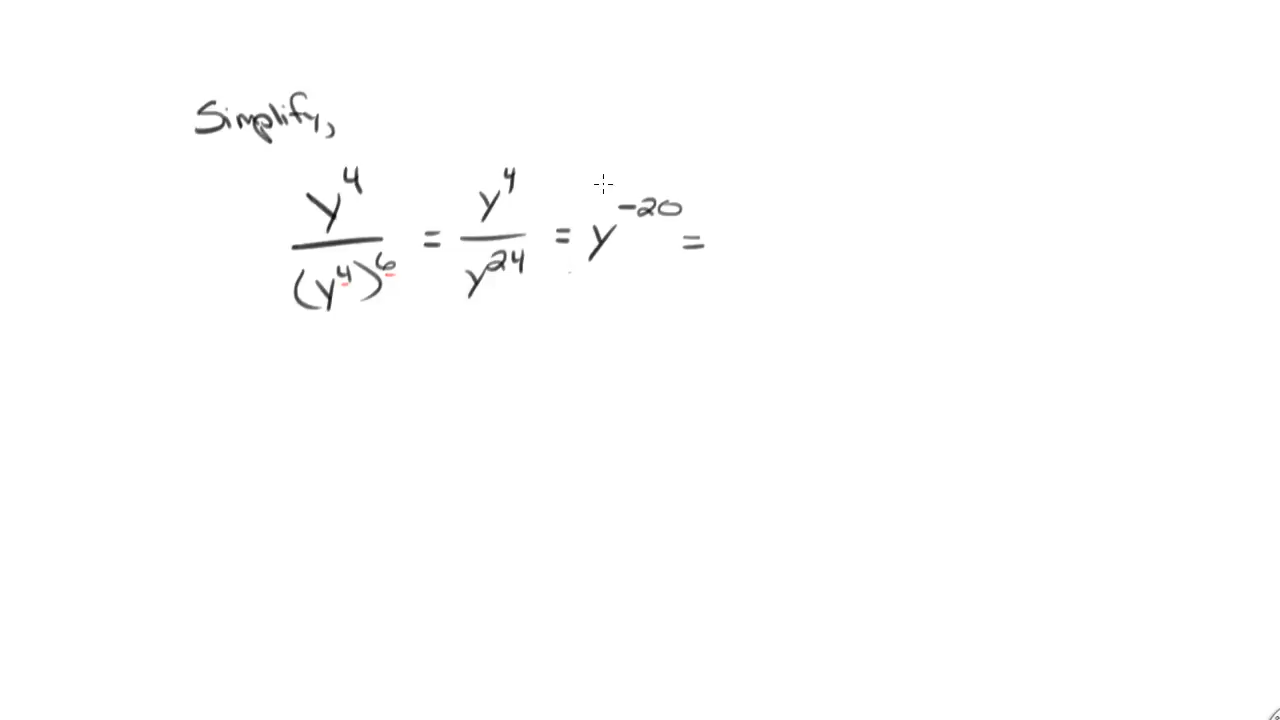 Simplify,
y^4/(y^4)^6 = y^4/y^24 = y^-20 =